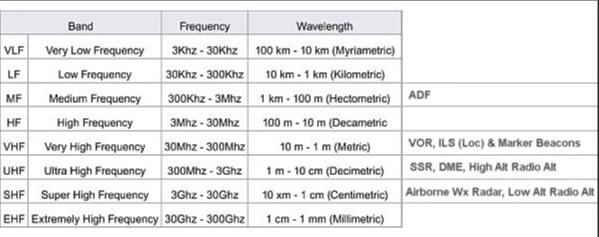 Band Frequency Wavelength
VLF Very Low Frequency 3Khz - 30Khz 100 km - 10 km (Myriametric)
LF Low Frequency 30Khz - 300Khz 10 km - 1 km (Kilometric)
MF Medium Frequency 300Khz - 3Mhz 1 km - 100 m (Hectometric) ADF
HF High Frequency 3Mhz - 30Mhz 100 m - 10 m (Decametric
VHF Very High Frequency 30Mhz - 300Mhz 10 m - 1 m (Metric) VOR, ILS (Loc) & Marker Beacons
UHF Ultra High Frequency 300Mhz - 3Ghz 1 m - 10 cm (Decimetric) SSR, DME, High Alt Radio Alt
SHF Super High Frequency 3Ghz - 30Ghz 10 xm - 1 cm (Centimetric) Airborne Wx Radar, Low Alt Radio Alt
EHF Extremely High Frequency 30Ghz - 300Ghz 1 cm - 1 mm (Millimetric)